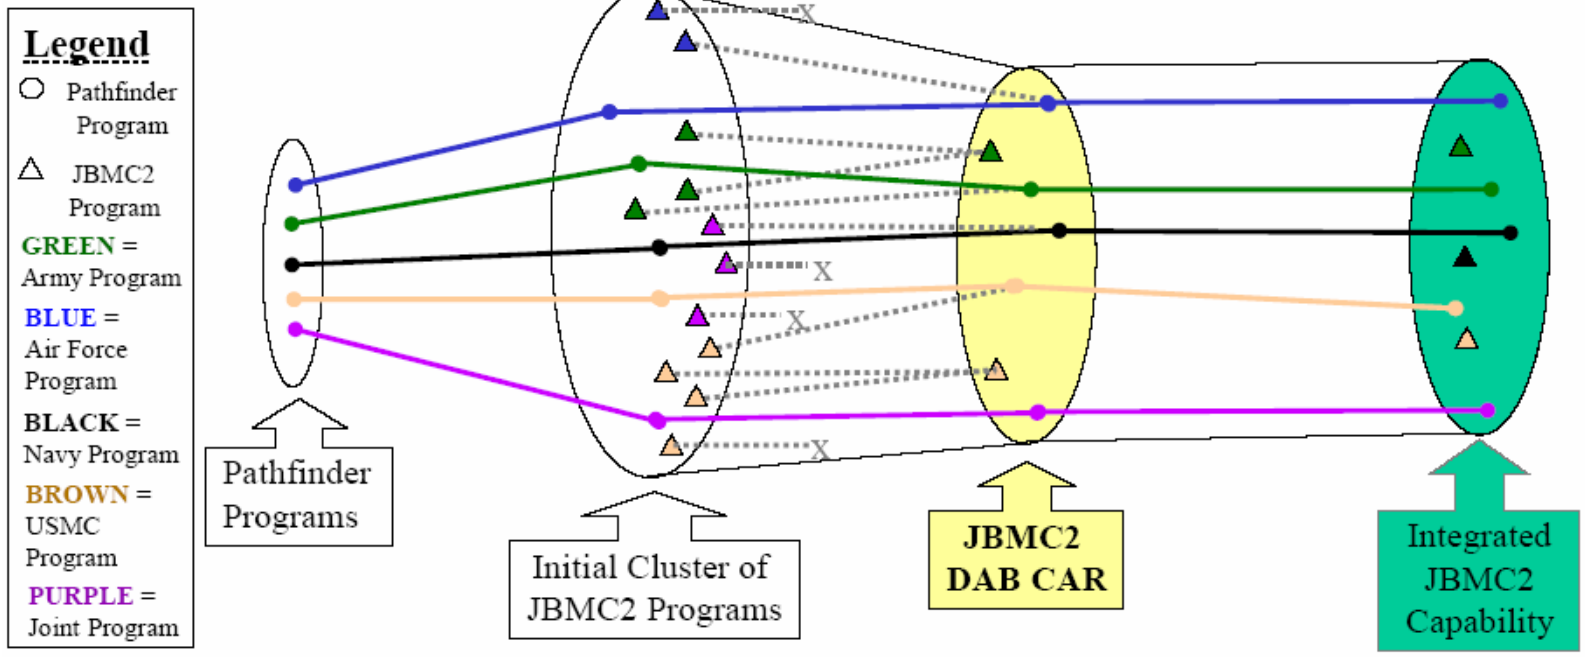 Legend
Pathfinder
Program
JBMC2
Program
GREEN =
Army Program
BLUE =
Air Force
Program
BLACK =
Navy Program
BROWN =
USMC
Program
PURPLE =
Joint Program
X
X
X
X
Pathfinder
Programs
Initial Cluster of
JBMC2 Programs
JBMC2
DAB CAR
Integrated
JBMC2
Capability